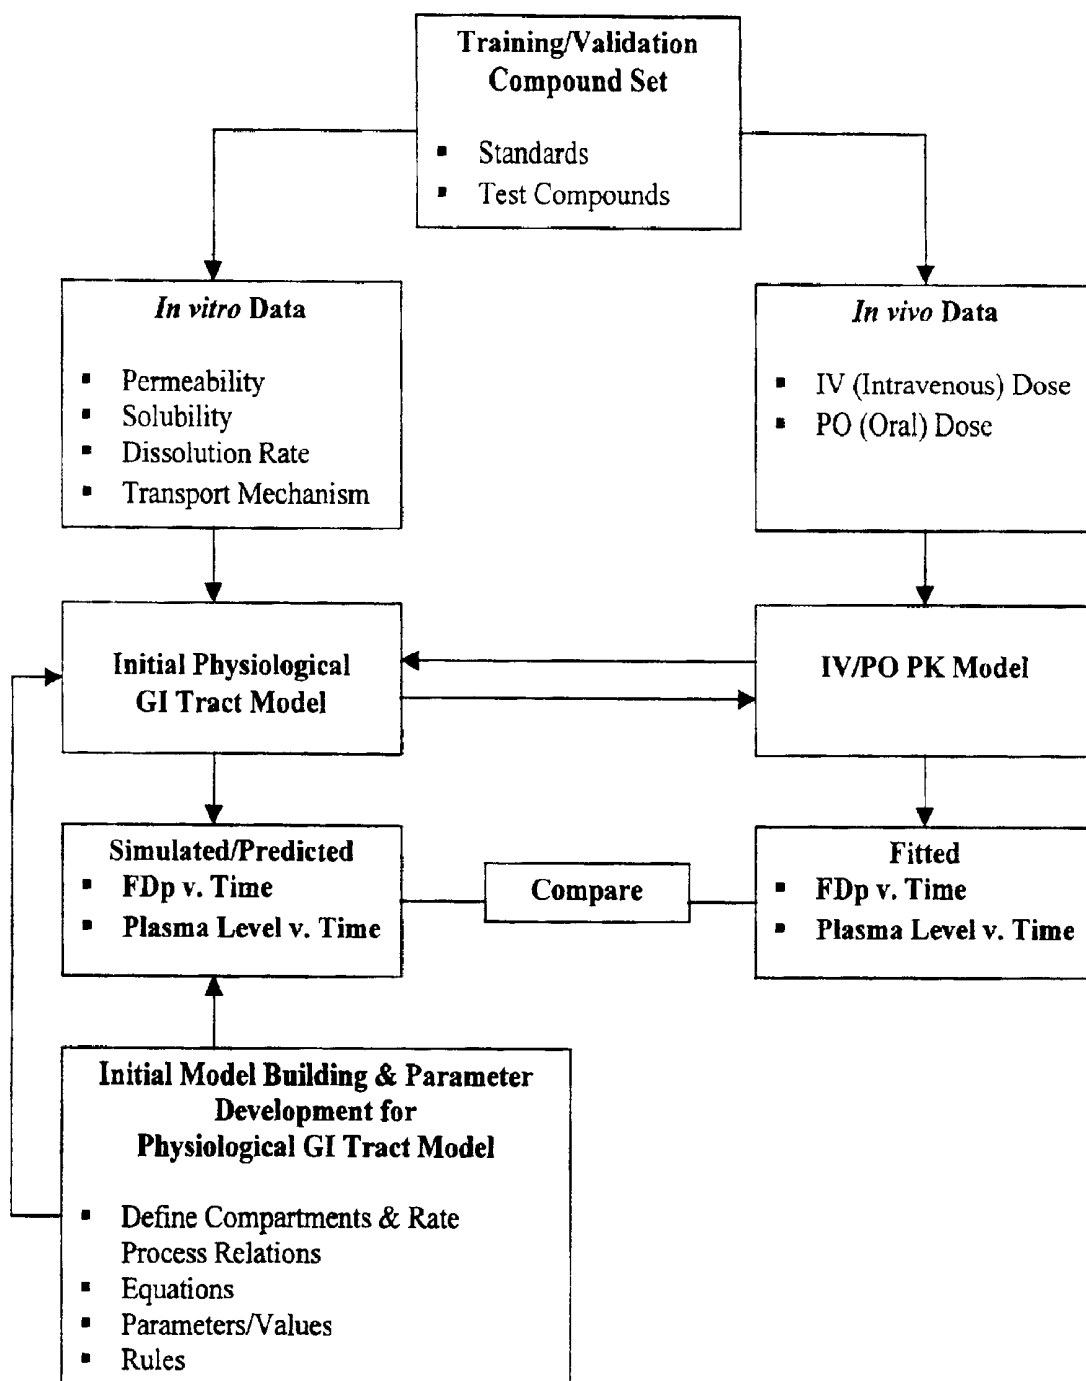 Training/Validation
Compound Set
▪ Standards
▪ Test Compounds
In vitro Data
▪ Permeability
▪ Solubility
▪ Dissolution Rate
▪ Transport Mechanism
In vivo Data
▪ IV (Intravenous) Dose
▪ PO (Oral) Dose
Initial Physiological
GI Tract Model
IV/PO PK Model
Simulated/Predicted
▪ FDp v. Time
▪ Plasma Level v. Time
Compare
Fitted
▪ FDp v. Time
▪ Plasma Level v. Time
Initial Model Building & Parameter
Development for
Physiological GI Tract Model
▪ Define Compartments & Rate
Process Relations
▪ Equations
▪ Parameters/Values
▪ Rules